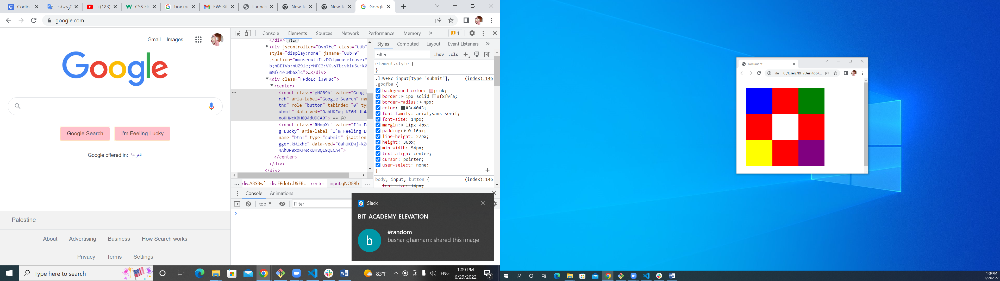 Codio
ترجمة
(123)
CSS Fle
box mo
FW: Bi
Launch
New Ta
New Ta
Google
google.com
Gmail
Images
Google
Google Search
I'm Feeling Lucky
Google offered in: العربية
Palestine
About
Advertising
Business
How Search works
Privacy
Terms
Settings
Console
Elements
Sources
Network
Performance
Memory
1
</div> flex
<div jscontroller="Dvn7fe" class="UUbT
style="display:none" jsname="UUbT9"
jsaction="mouseout:ItzDCd;mouseleave:M
b;hBEIVb:nUZ9le;YMFC3:VKssTb;vklu5c:k0
mMf61e:Mb6Xlc">…</div>
<div class="FPdoLc lJ9FBc">
<center>
<input class="gNO89b" value="Googl
rch" aria-label="Google Search" na
tnK" role="button" tabindex="0" ty
ubmit" data-ved="0ahUKEwj-kZ6MtdL4
xoKHWcKBH8Q4dUDCA0"> == $0
<input class="RNmpXc" value="I'm F
g Lucky" aria-label="I'm Feeling L
name="btnI" type="submit" jsaction
gger.kWlxhc" data-ved="0ahUKEwj-kZ
4AhUP8xoKHWcKBH8Q19QECA4">
</center>
</div>
</div>
... div.A8SBwf div.FPdoLc.lJ9FBc center input.gNO89b ...
Styles
Computed
Layout
Event Listeners
Filter
:hov .cls
element.style {
}
.lJ9FBc input[type="submit"], (index):146
.gbqfba {
background-color: pink;
border: 1px solid #f8f9fa;
border-radius: 4px;
color: #3c4043;
font-family: arial,sans-serif;
font-size: 14px;
margin: 11px 4px;
padding: 0 16px;
line-height: 27px;
height: 36px;
min-width: 54px;
text-align: center;
cursor: pointer;
user-select: none;
}
body, input, button { (index):146
font-size: 14px;
Console
Animations
top
Filter
Slack
BIT-ACADEMY-ELEVATION
b
#random
bashar ghannam: shared this image
Type here to search
83°F
ENG
1:09 PM
6/29/2022
7
Document
File
C:/Users/BIT/Desktop/...
1:09 PM
6/29/2022